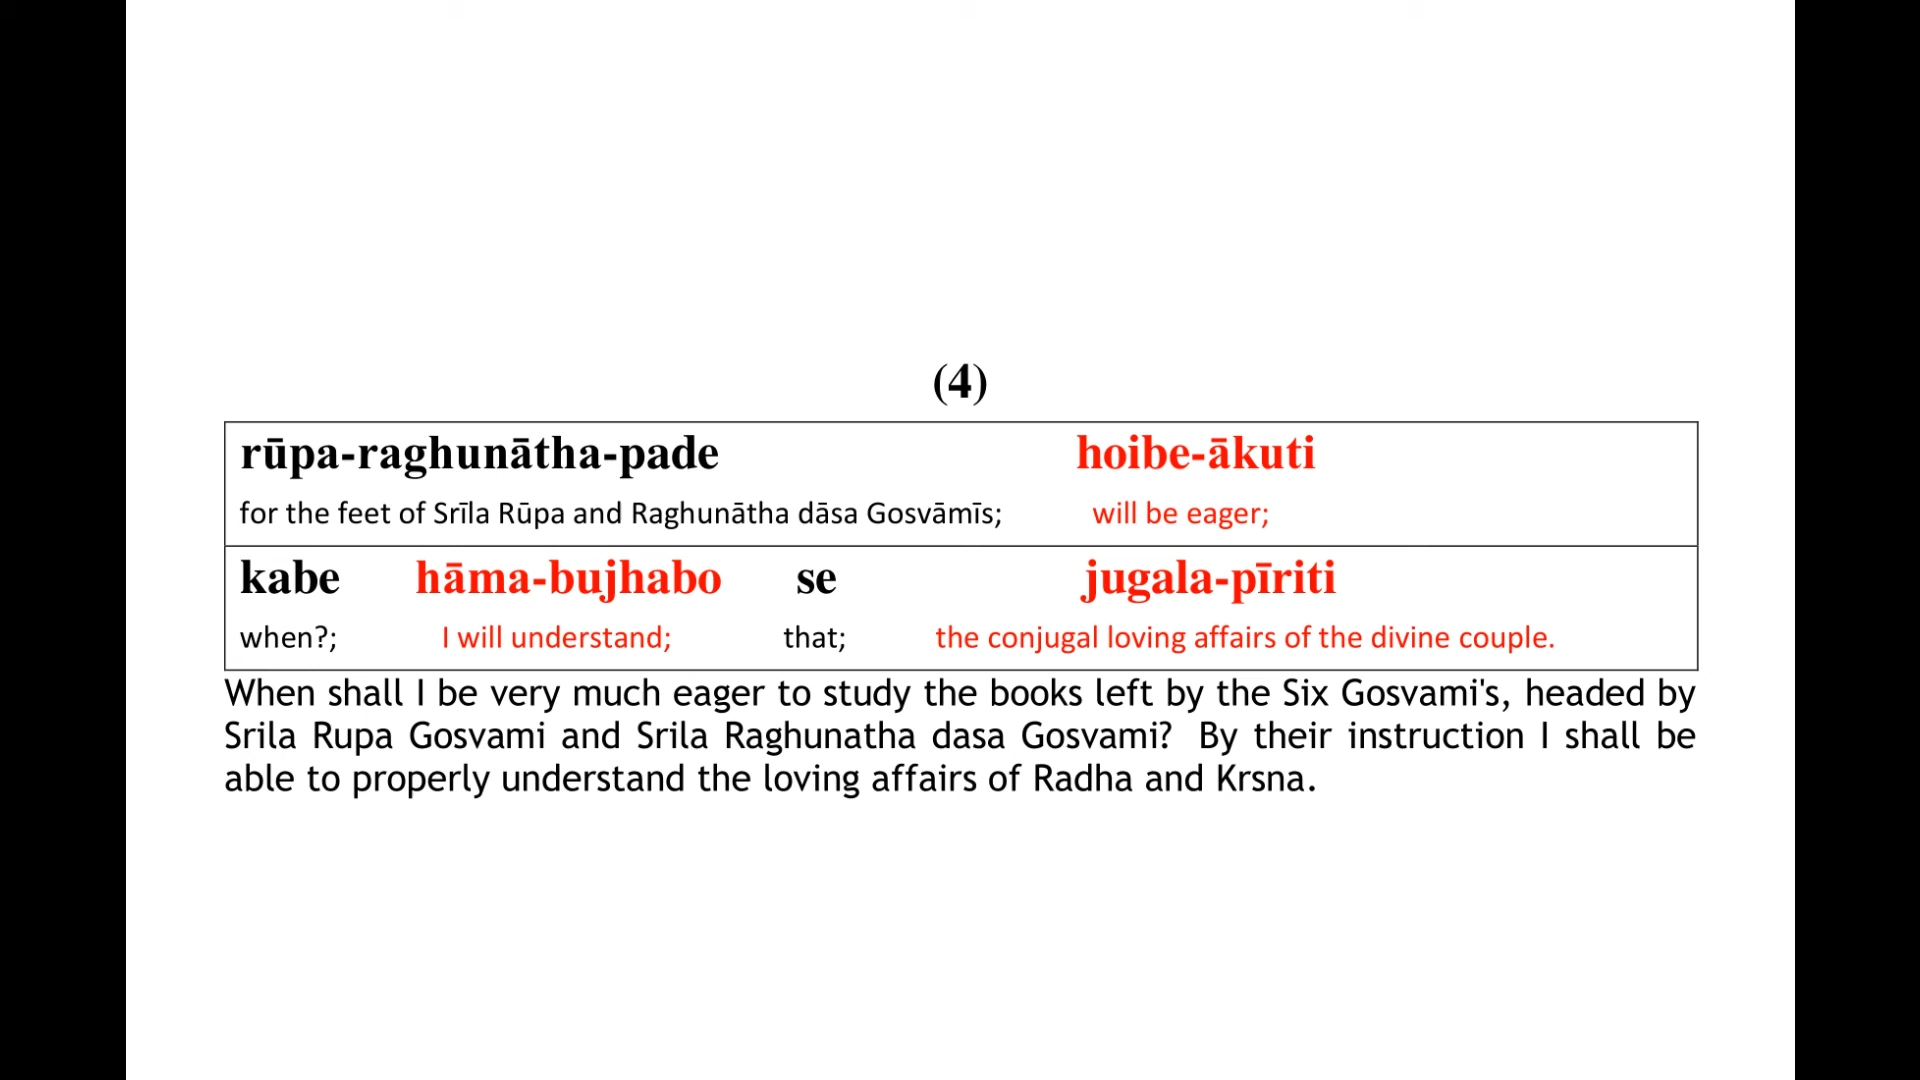 (4)
rūpa-raghunātha-pade hoibe-ākuti
for the feet of Srīla Rūpa and Raghunātha dāsa Gosvāmīs; will be eager;
kabe hāma-bujhabo se jugala-pīriti
when?; I will understand; that; the conjugal loving affairs of the divine couple.
When shall I be very much eager to study the books left by the Six Gosvami's, headed by
Srila Rupa Gosvami and Srila Raghunatha dasa Gosvami? By their instruction I shall be
able to properly understand the loving affairs of Radha and Krsna.